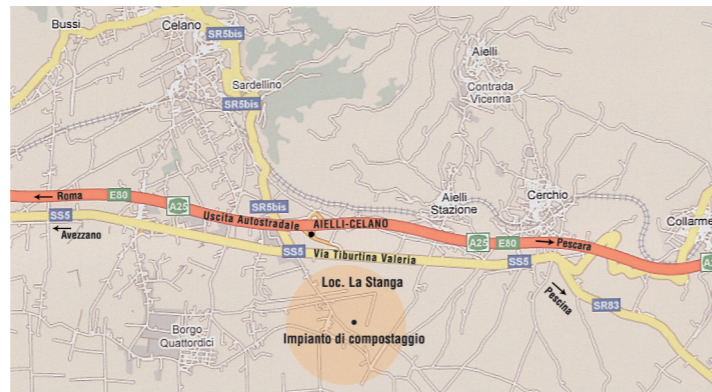 Bussi
Celano
SR5bis
Sardellino
SR5bis
Aielli
Contrada
Vicenna
Roma
E80
A25
SR5bis
Uscita Autostradale
AIELLI-CELANO
Aielli
Stazione
Cerchio
Collarme
SS5
Avezzano
SS5
Via Tiburtina Valeria
A25
E80
Pescara
SS5
A
Loc. La Stanga
Pescina
SR83
Borgo
Quattordici
Impianto di compostaggio